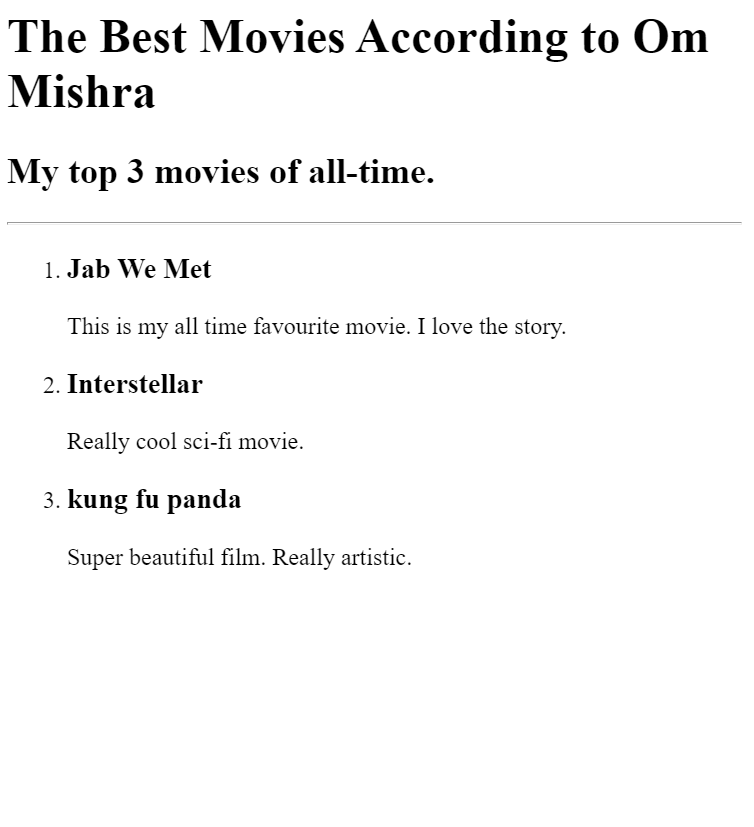 The Best Movies According to Om
Mishra
My top 3 movies of all-time.
1. Jab We Met
This is my all time favourite movie. I love the story.
2. Interstellar
Really cool sci-fi movie.
3. kung fu panda
Super beautiful film. Really artistic.